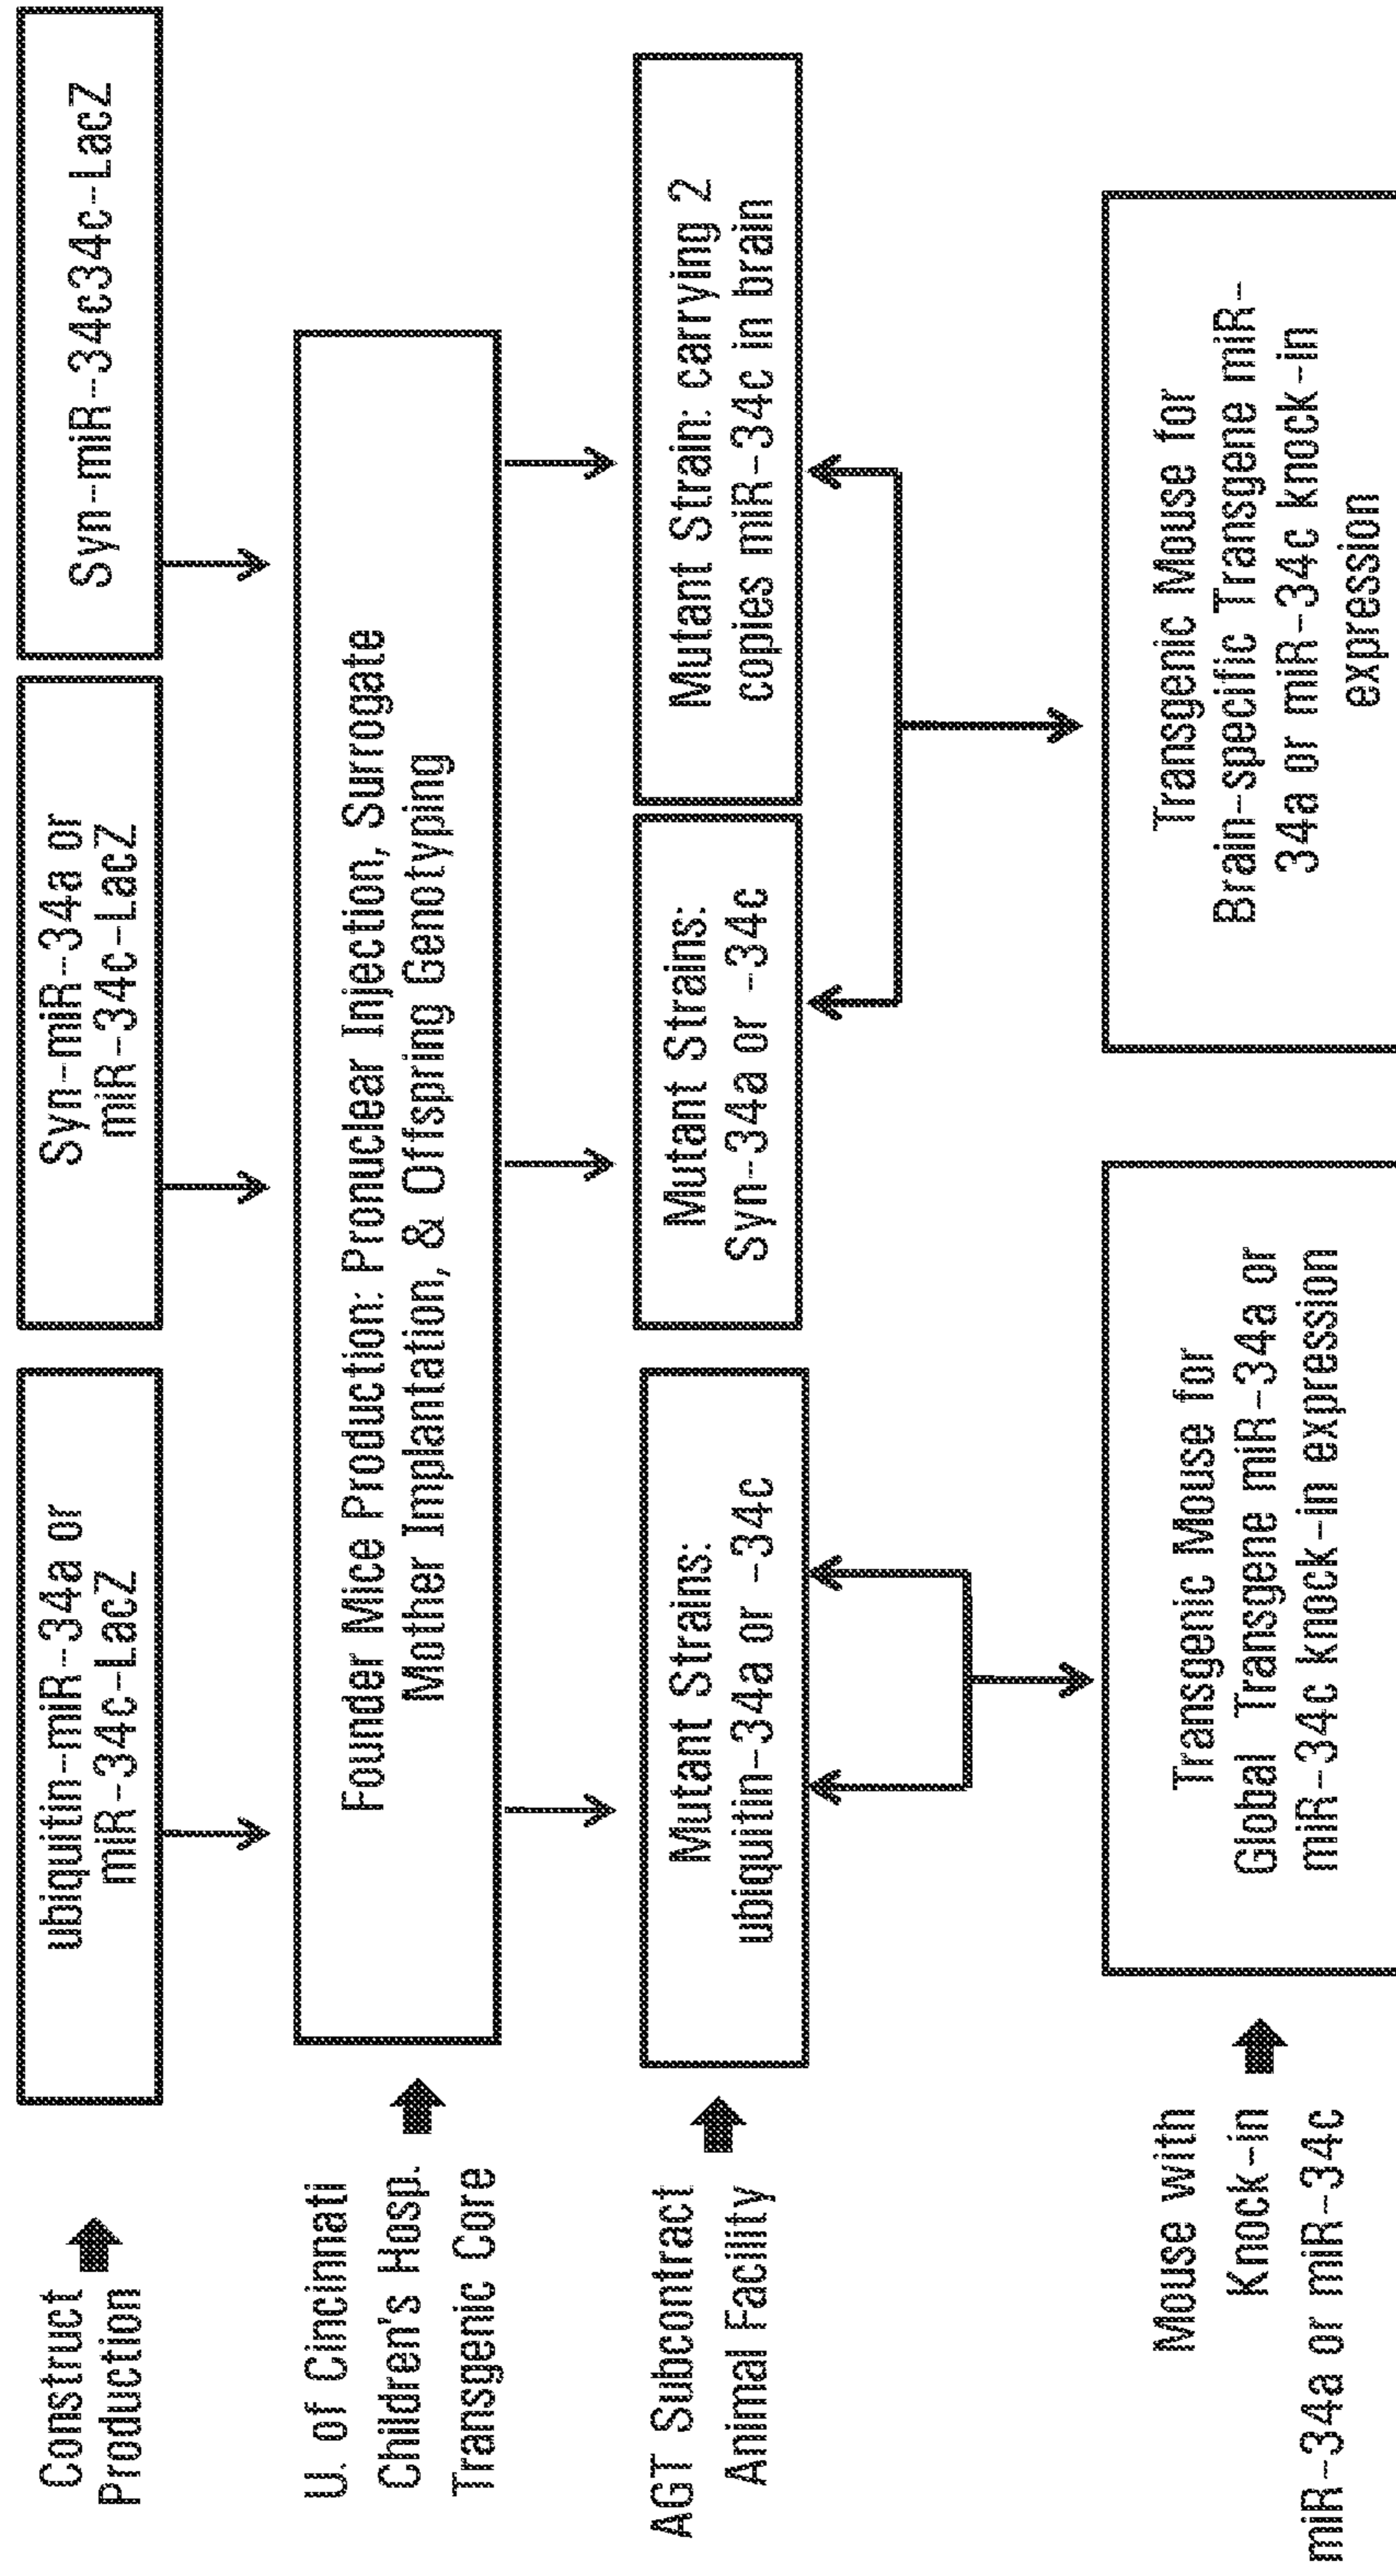 Construct
Production
ubiquitin-miR-34a or
miR-34c-LacZ
Syn-miR-34a or
miR-34c-LacZ
Syn-miR-34c34c-LacZ
U. of Cincinnati
Children's Hosp.
Transgenic Core
Founder Mice Production: Pronuclear Injection, Surrogate
Mother Implantation, & Offspring Genotyping
AGT Subcontract
Animal Facility
Mutant Strains:
ubiquitin-34a or -34c
Mutant Strains:
Syn-34a or -34c
Mutant Strain: carrying 2
copies miR-34c in brain
Mouse with
Knock-in
miR-34a or miR-34c
Transgenic Mouse for
Global Transgene miR-34a or
miR-34c knock-in expression
Transgenic Mouse for
Brain-specific Transgene miR-
34a or miR-34c knock-in
expression